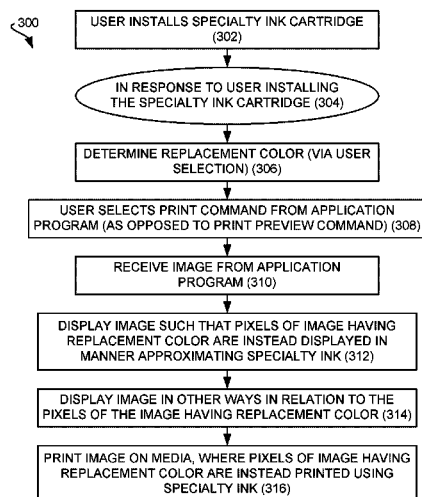 300
USER INSTALLS SPECIALTY INK CARTRIDGE
(302)
IN RESPONSE TO USER INSTALLING
THE SPECIALTY INK CARTRIDGE (304)
DETERMINE REPLACEMENT COLOR (VIA USER
SELECTION) (306)
USER SELECTS PRINT COMMAND FROM APPLICATION
PROGRAM (AS OPPOSED TO PRINT PREVIEW COMMAND) (308)
RECEIVE IMAGE FROM APPLICATION
PROGRAM (310)
DISPLAY IMAGE SUCH THAT PIXELS OF IMAGE HAVING
REPLACEMENT COLOR ARE INSTEAD DISPLAYED IN
MANNER APPROXIMATING SPECIALTY INK (312)
DISPLAY IMAGE IN OTHER WAYS IN RELATION TO THE
PIXELS OF THE IMAGE HAVING REPLACEMENT COLOR (314)
PRINT IMAGE ON MEDIA, WHERE PIXELS OF IMAGE HAVING
REPLACEMENT COLOR ARE INSTEAD PRINTED USING
SPECIALTY INK (316)